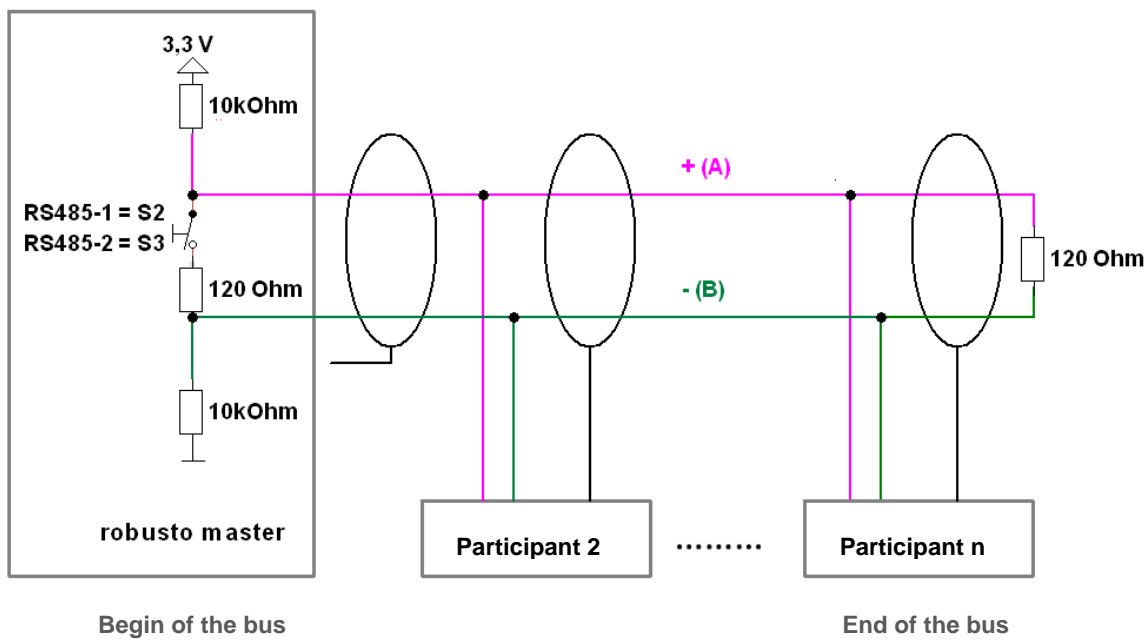 3,3 V
10kOhm
+ (A)
RS485-1 = S2
RS485-2 = S3
120 Ohm
120 Ohm
- (B)
10kOhm
robusto master
Participant 2
.........
Participant n
Begin of the bus
End of the bus